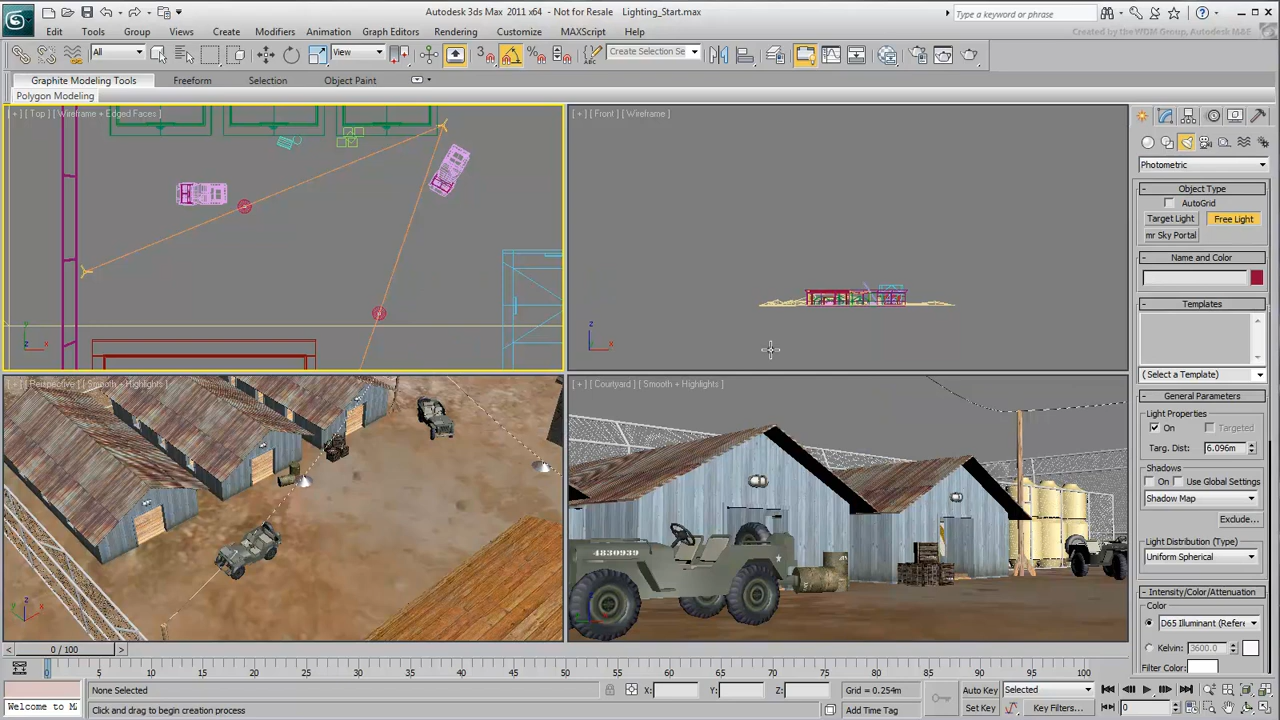 Autodesk 3ds Max 2011 x64 - Not for Resale Lighting_Start.max
Type a keyword or phrase
Edit Tools Group Views Create Modifiers Animation Graph Editors Rendering Customize MAXScript Help
Created by the WGM Group, Autodesk M&E
All
View
3
Create Selection Se
Graphite Modeling Tools Freeform Selection Object Paint
Polygon Modeling
[ + ] [ Top ] [ Wireframe + Edged Faces ]
[ + ] [ Front ] [ Wireframe ]
Photometric
Object Type
AutoGrid
Target Light Free Light
mr Sky Portal
Name and Color
Templates
(Select a Template)
General Parameters
Light Properties
On Targeted
Targ. Dist: 6.096m
Shadows
On Use Global Settings
Shadow Map
Exclude...
Light Distribution (Type)
Uniform Spherical
Intensity/Color/Attenuation
Color
D65 Illuminant (Refere
Kelvin: 3600.0
Filter Color:
z
x
y
[ + ] [ Perspective ] [ Smooth + Highlights ]
[ + ] [ Courtyard ] [ Smooth + Highlights ]
4830939
0 / 100
0 5 10 15 20 25 30 35 40 45 50 55 60 65 70 75 80 85 90 95 100
None Selected X: Y: Z: Grid = 0.254m Auto Key Selected
Welcome to M Click and drag to begin creation process Add Time Tag Set Key Key Filters... 0